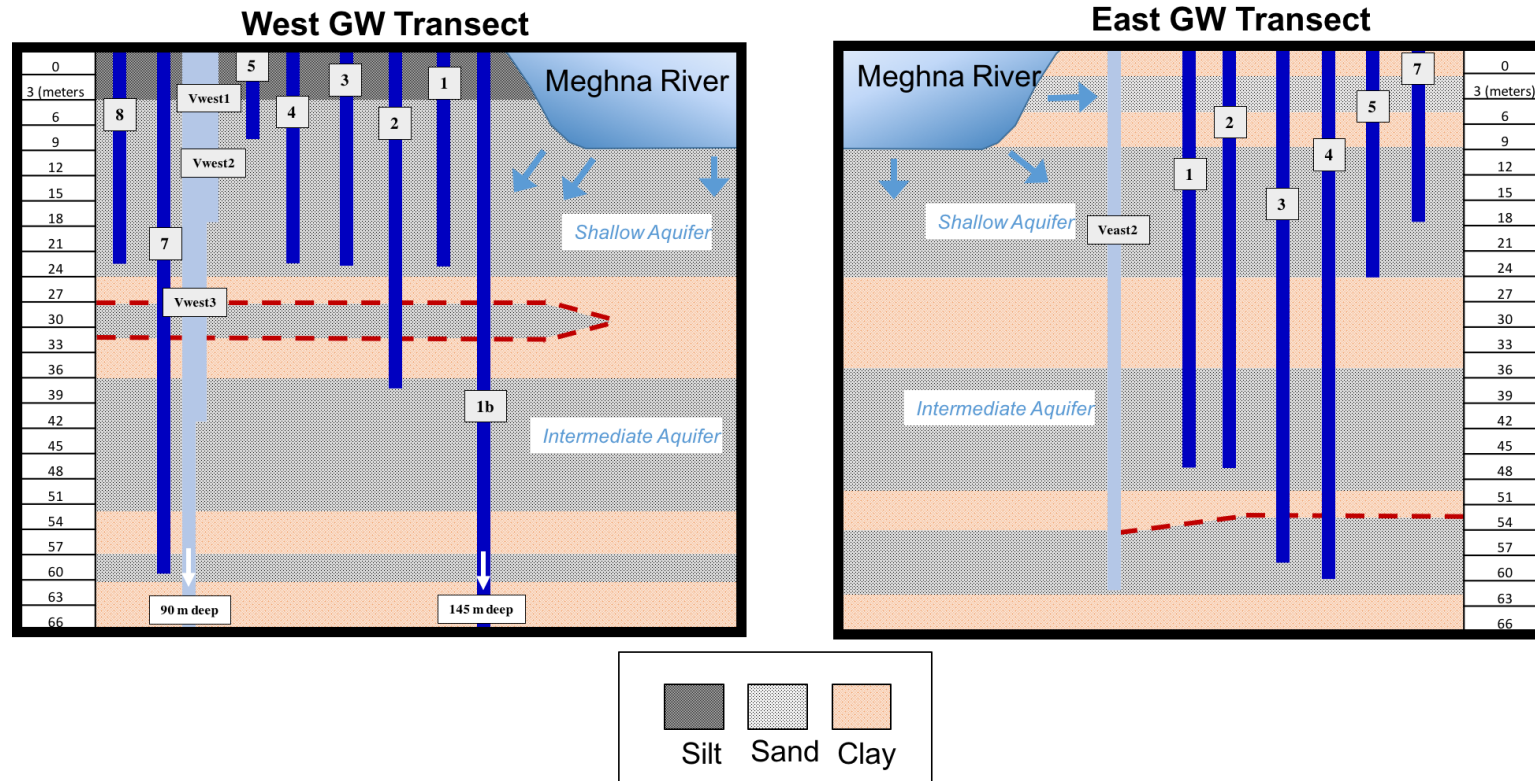 West GW Transect
East GW Transect
0
3 (meters
6
9
12
15
18
21
24
27
30
33
36
39
42
45
48
51
54
57
60
63
66
8
7
Vwest1
Vwest2
Vwest3
5
4
3
2
1
1b
Meghna River
Shallow Aquifer
Intermediate Aquifer
90 m deep
145 m deep
Meghna River
Shallow Aquifer
Intermediate Aquifer
Veast2
1
2
3
4
5
7
0
3 (meters)
6
9
12
15
18
21
24
27
30
33
36
39
42
45
48
51
54
57
60
63
66
Silt
Sand
Clay